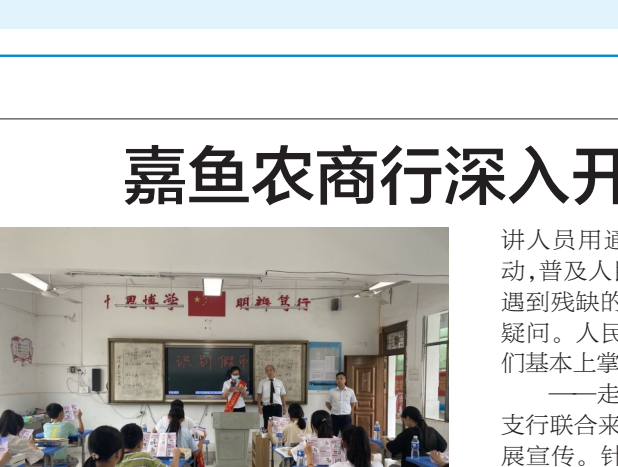 嘉鱼农商行深入开
思博学 明辨笃行
识别假币
讲人员用通
动，普及人民
遇到残缺的
疑问。人民
们基本上掌
——走
支行联合来
展宣传。针